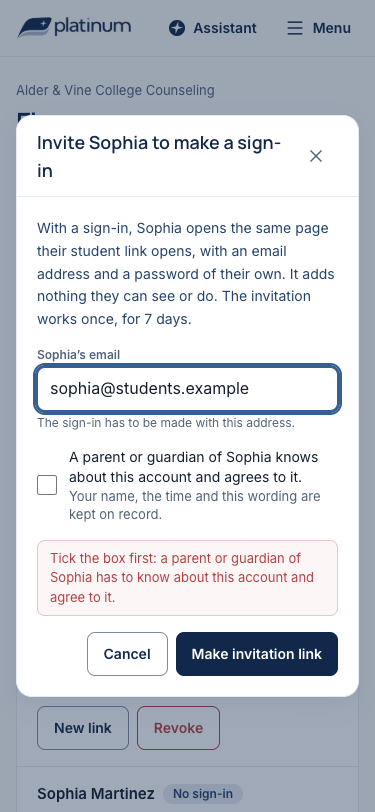 platinum
Assistant
Menu
Alder & Vine College Counseling
Invite Sophia to make a sign-
in
With a sign-in, Sophia opens the same page
their student link opens, with an email
address and a password of their own. It adds
nothing they can see or do. The invitation
works once, for 7 days.
Sophia’s email
sophia@students.example
The sign-in has to be made with this address.
A parent or guardian of Sophia knows
about this account and agrees to it.
Your name, the time and this wording are
kept on record.
Tick the box first: a parent or guardian of
Sophia has to know about this account and
agree to it.
Cancel
Make invitation link
New link
Revoke
Sophia Martinez
No sign-in